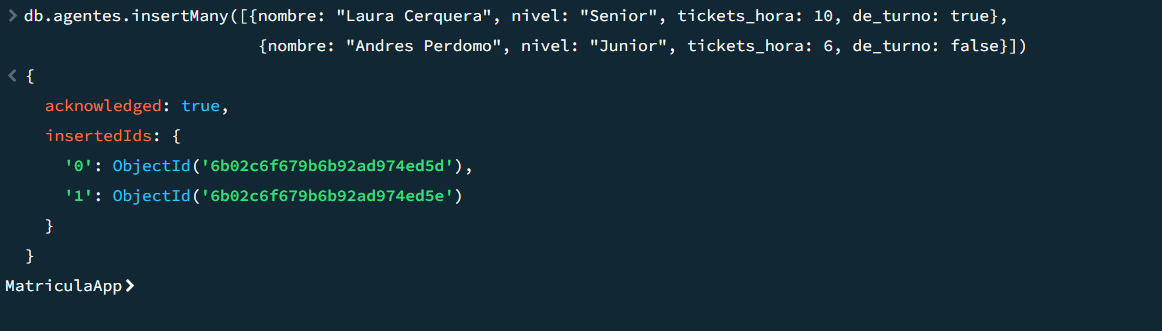 > db.agentes.insertMany([{nombre: "Laura Cerquera", nivel: "Senior", tickets_hora: 10, de_turno: true},
{nombre: "Andres Perdomo", nivel: "Junior", tickets_hora: 6, de_turno: false}])
< {
acknowledged: true,
insertedIds: {
'0': ObjectId('6b02c6f679b6b92ad974ed5d'),
'1': ObjectId('6b02c6f679b6b92ad974ed5e')
}
}
MatriculaApp>